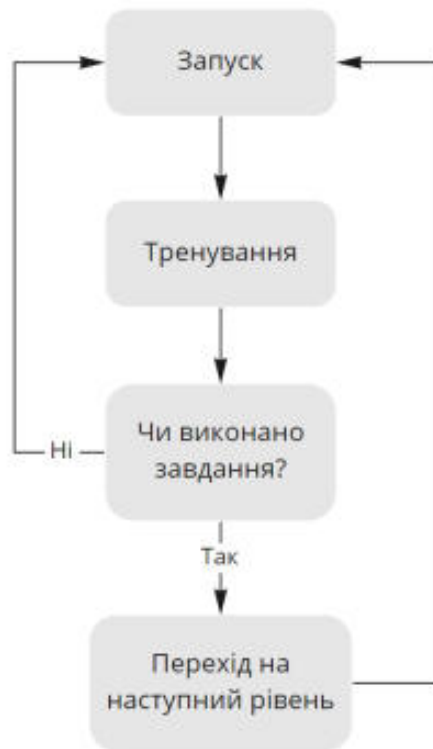 Запуск
Тренування
Чи виконано
завдання?
Ні
Так
Перехід на
наступний рівень